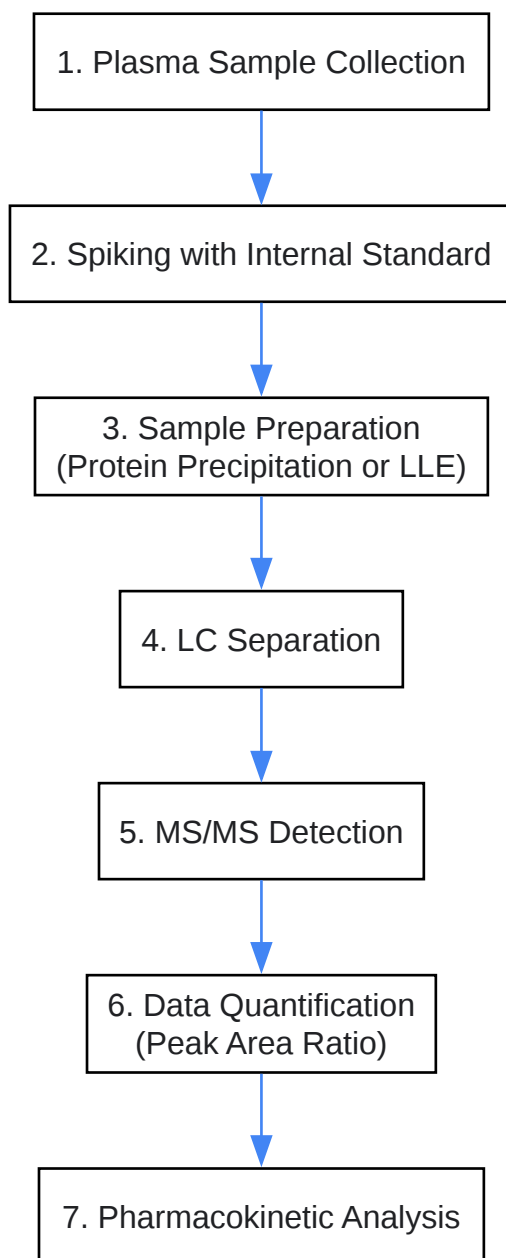 1. Plasma Sample Collection
2. Spiking with Internal Standard
3. Sample Preparation
(Protein Precipitation or LLE)
4. LC Separation
5. MS/MS Detection
6. Data Quantification
(Peak Area Ratio)
7. Pharmacokinetic Analysis